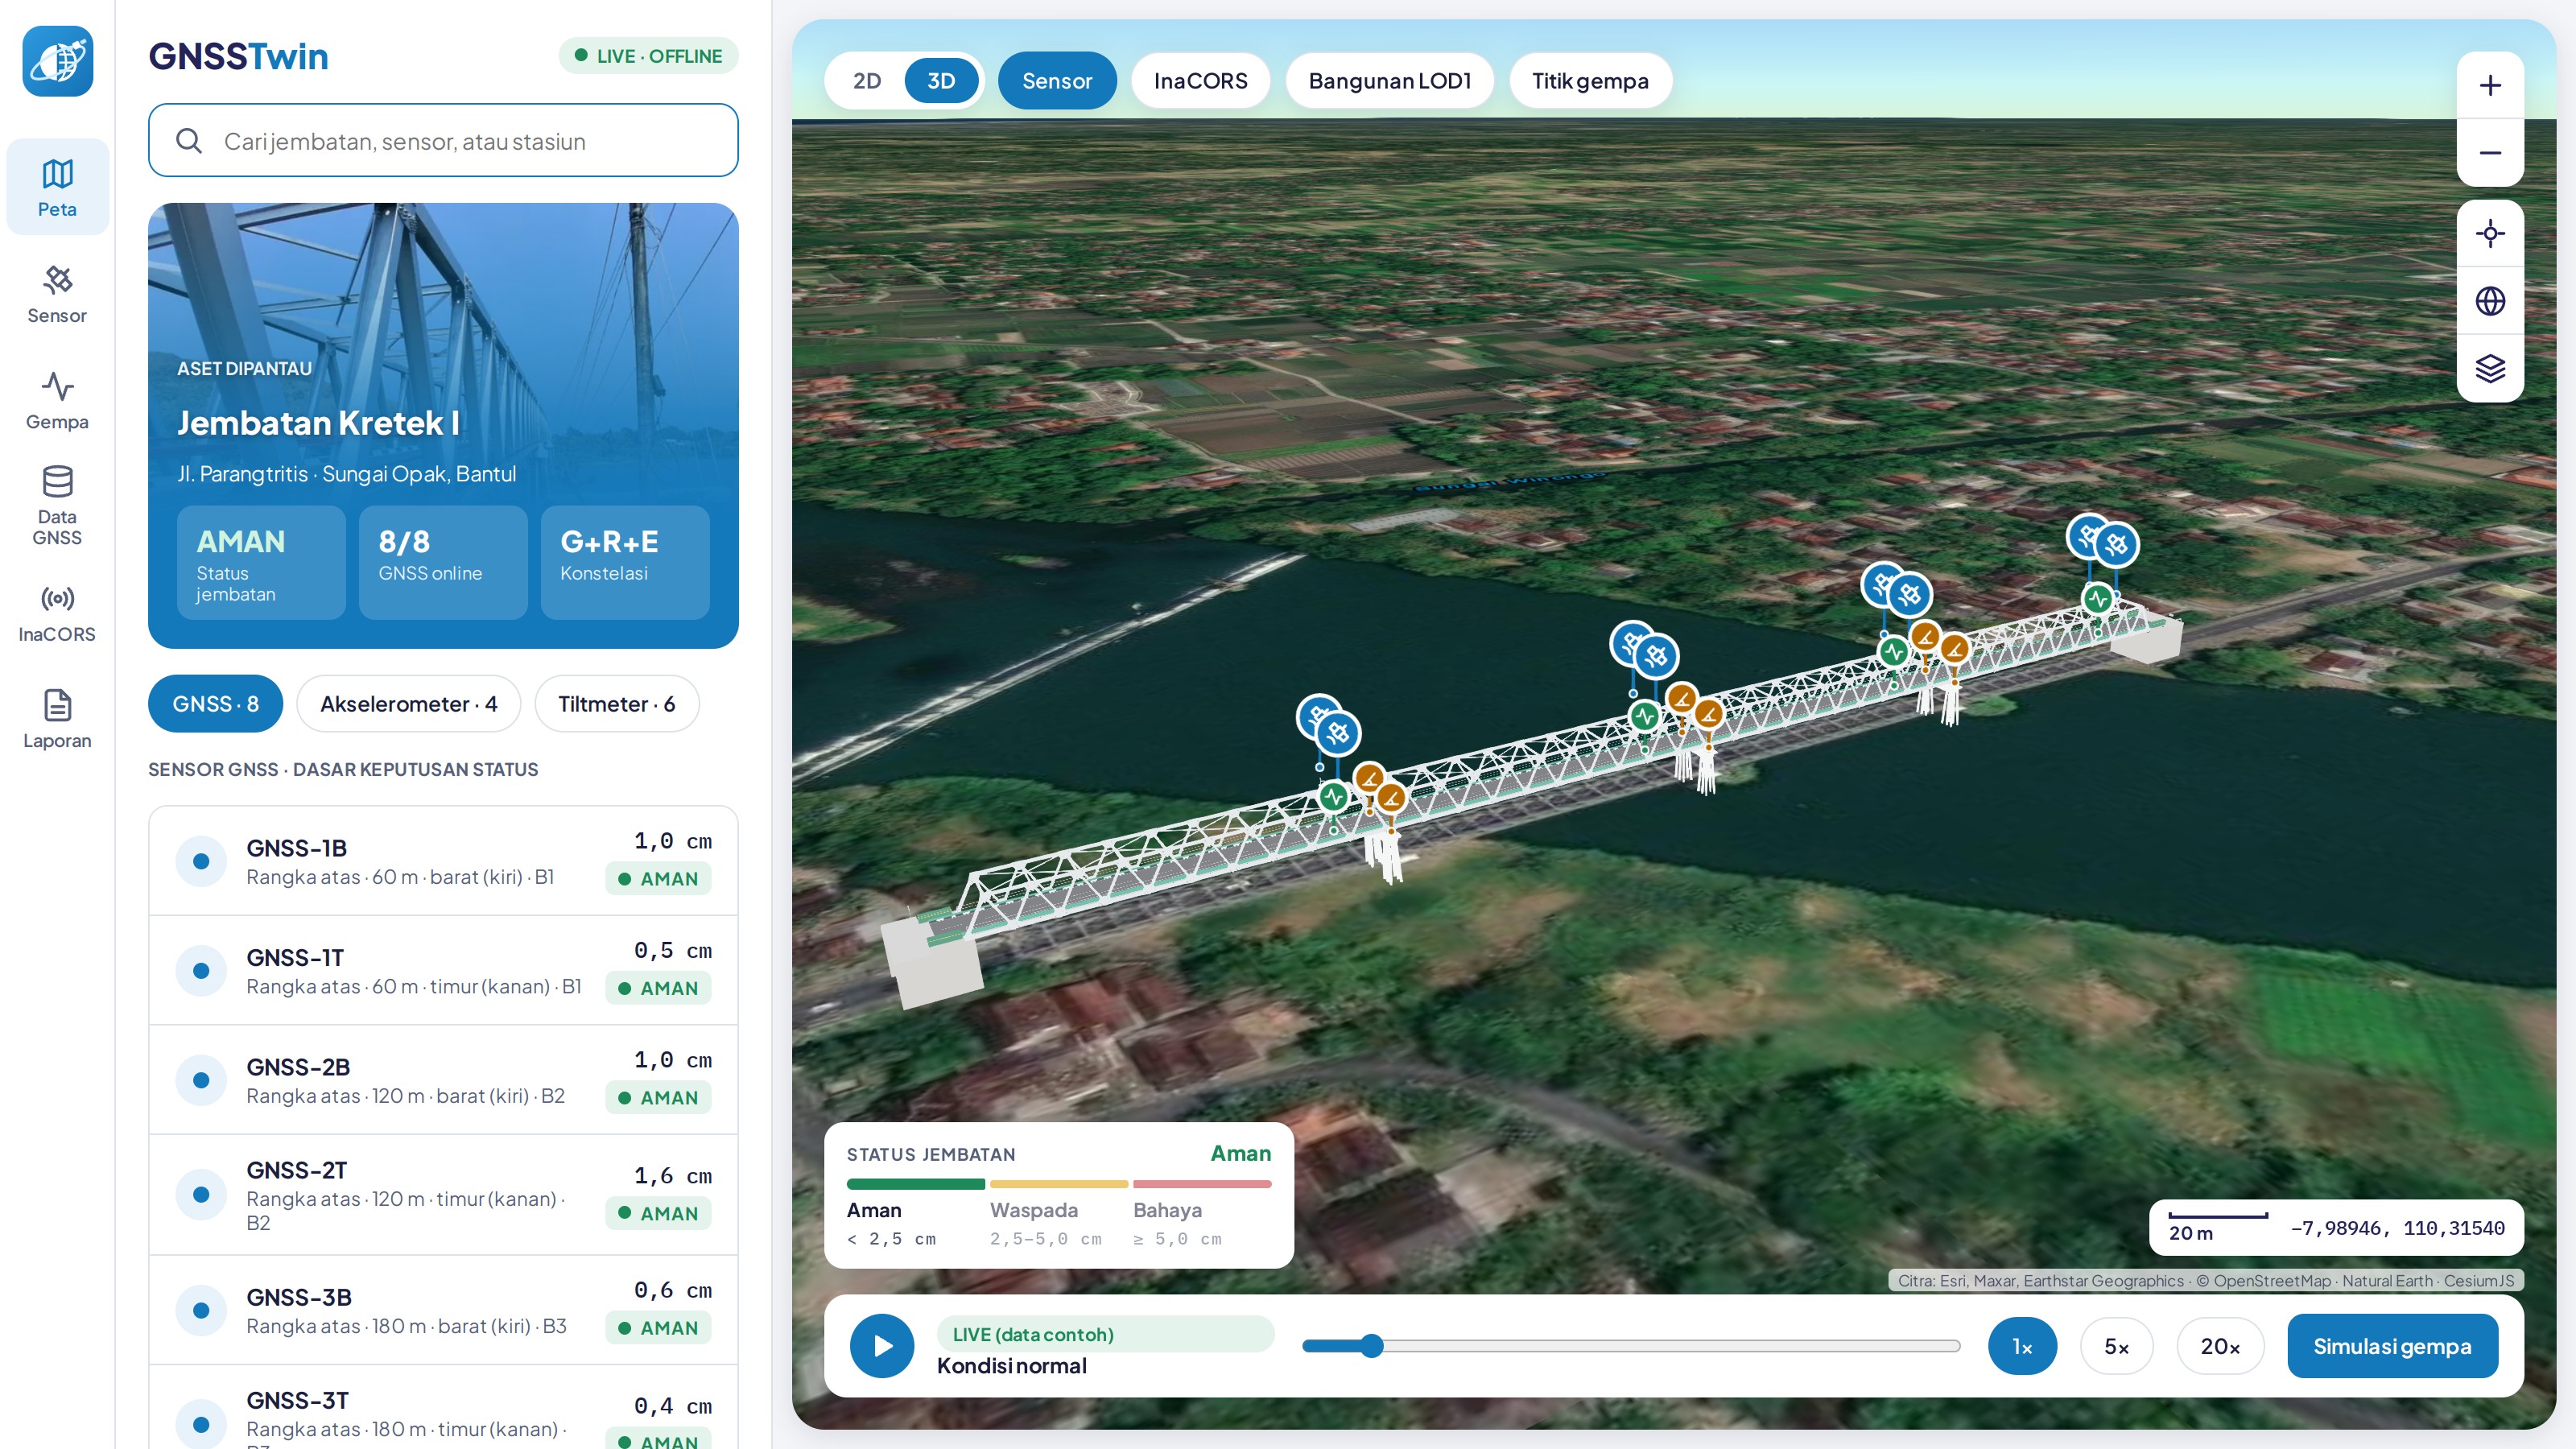 GNSSTwin
LIVE · OFFLINE
Cari jembatan, sensor, atau stasiun
Peta
Sensor
Gempa
Data
GNSS
InaCORS
Laporan
ASET DIPANTAU
Jembatan Kretek I
Jl. Parangtritis · Sungai Opak, Bantul
AMAN
Status
jembatan
8/8
GNSS online
G+R+E
Konstelasi
GNSS · 8
Akselerometer · 4
Tiltmeter · 6
SENSOR GNSS · DASAR KEPUTUSAN STATUS
GNSS-1B
Rangka atas · 60 m · barat (kiri) · B1
1,0 cm
AMAN
GNSS-1T
Rangka atas · 60 m · timur (kanan) · B1
0,5 cm
AMAN
GNSS-2B
Rangka atas · 120 m · barat (kiri) · B2
1,0 cm
AMAN
GNSS-2T
Rangka atas · 120 m · timur (kanan) ·
B2
1,6 cm
AMAN
GNSS-3B
Rangka atas · 180 m · barat (kiri) · B3
0,6 cm
AMAN
GNSS-3T
Rangka atas · 180 m · timur (kanan) ·
B3
0,4 cm
AMAN
2D
3D
Sensor
InaCORS
Bangunan LOD1
Titik gempa
Sungai Winongo
STATUS JEMBATAN
Aman
Aman
< 2,5 cm
Waspada
2,5–5,0 cm
Bahaya
≥ 5,0 cm
20 m
−7,98946, 110,31540
Citra: Esri, Maxar, Earthstar Geographics · © OpenStreetMap · Natural Earth · CesiumJS
LIVE (data contoh)
Kondisi normal
1×
5×
20×
Simulasi gempa